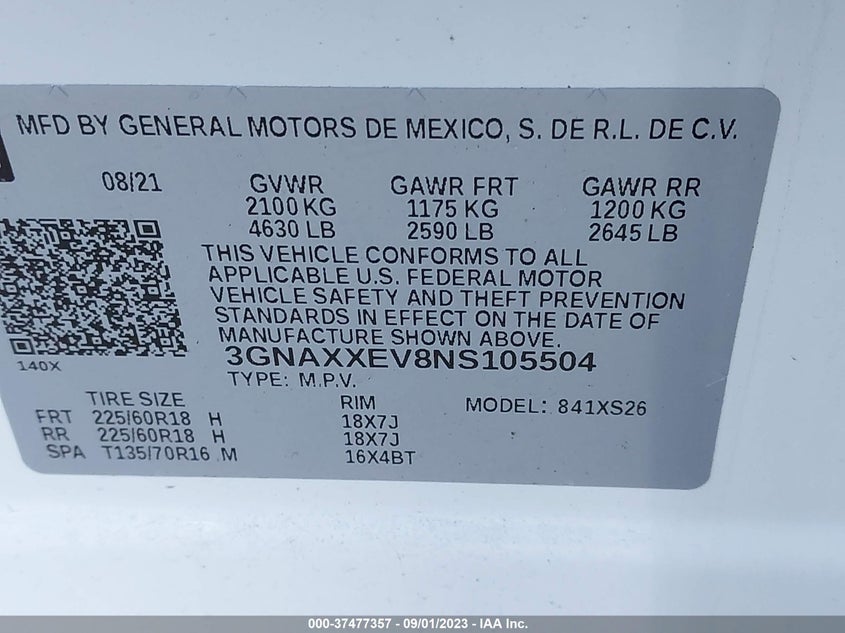 MFD BY GENERAL MOTORS DE MEXICO, S. DE R.L. DE C.V.
08/21 GVWR GAWR FRT GAWR RR
2100 KG 1175 KG 1200 KG
4630 LB 2590 LB 2645 LB
THIS VEHICLE CONFORMS TO ALL
APPLICABLE U.S. FEDERAL MOTOR
VEHICLE SAFETY AND THEFT PREVENTION
STANDARDS IN EFFECT ON THE DATE OF
MANUFACTURE SHOWN ABOVE.
3GNAXXEV8NS105504
140X
TYPE: M.P.V.
TIRE SIZE RIM MODEL: 841XS26
FRT 225/60R18 H 18X7J
RR 225/60R18 H 18X7J
SPA T135/70R16 M 16X4BT
000-37477357 - 09/01/2023 - IAA Inc.